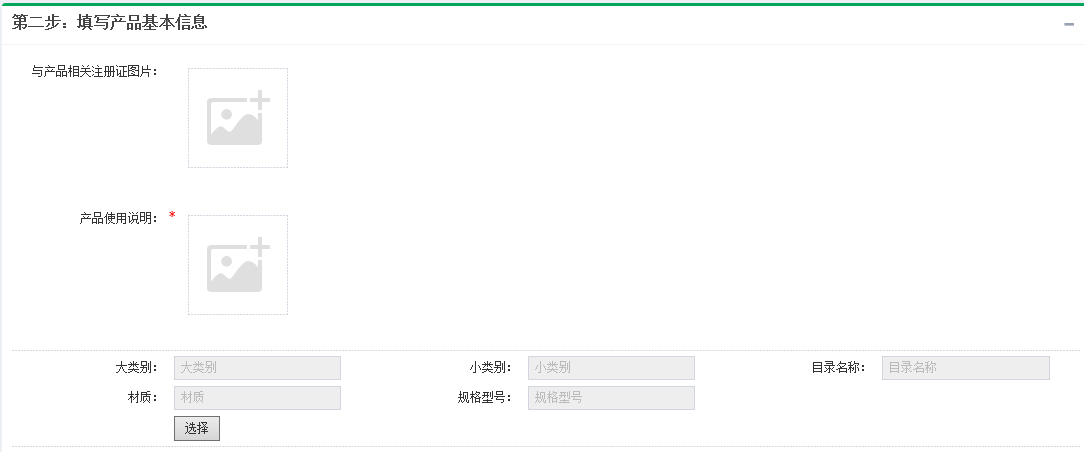 第二步：填写产品基本信息
与产品相关注册证图片：
产品使用说明： *
大类别： 大类别 小类别： 小类别 目录名称： 目录名称
材质： 材质 规格型号： 规格型号
选择